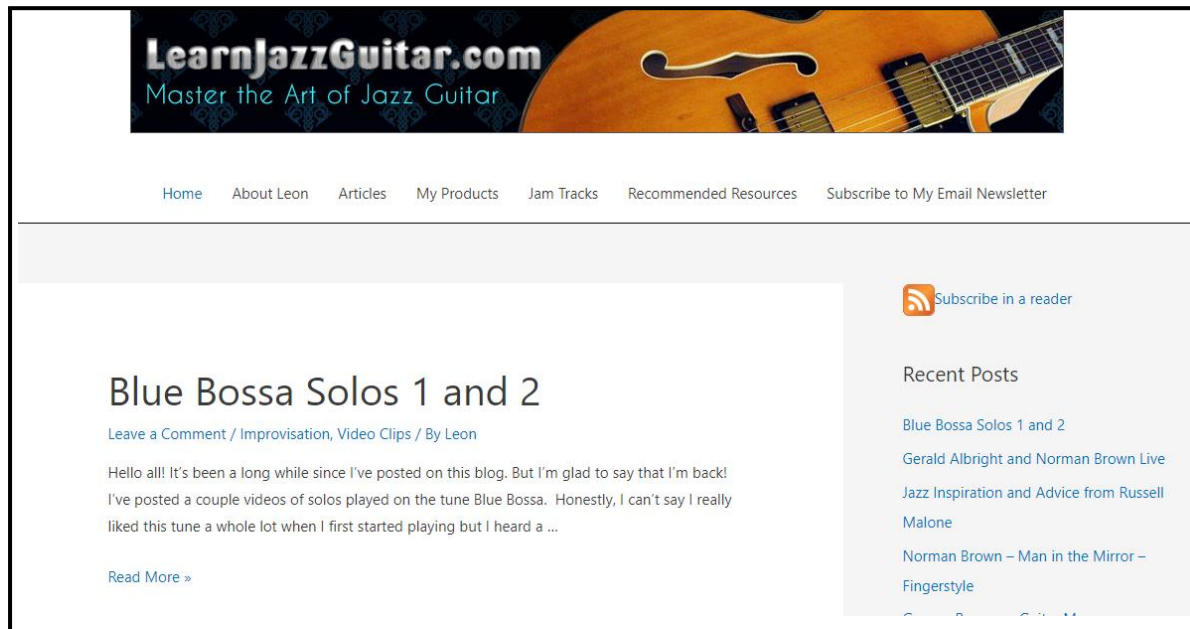 LearnJazzGuitar.com
Master the Art of Jazz Guitar
Home About Leon Articles My Products Jam Tracks Recommended Resources Subscribe to My Email Newsletter
Blue Bossa Solos 1 and 2
Leave a Comment / Improvisation, Video Clips / By Leon
Hello all! It's been a long while since I've posted on this blog. But I'm glad to say that I'm back!
I've posted a couple videos of solos played on the tune Blue Bossa. Honestly, I can't say I really
liked this tune a whole lot when I first started playing but I heard a ...
Read More »
Subscribe in a reader
Recent Posts
Blue Bossa Solos 1 and 2
Gerald Albright and Norman Brown Live
Jazz Inspiration and Advice from Russell
Malone
Norman Brown – Man in the Mirror –
Fingerstyle